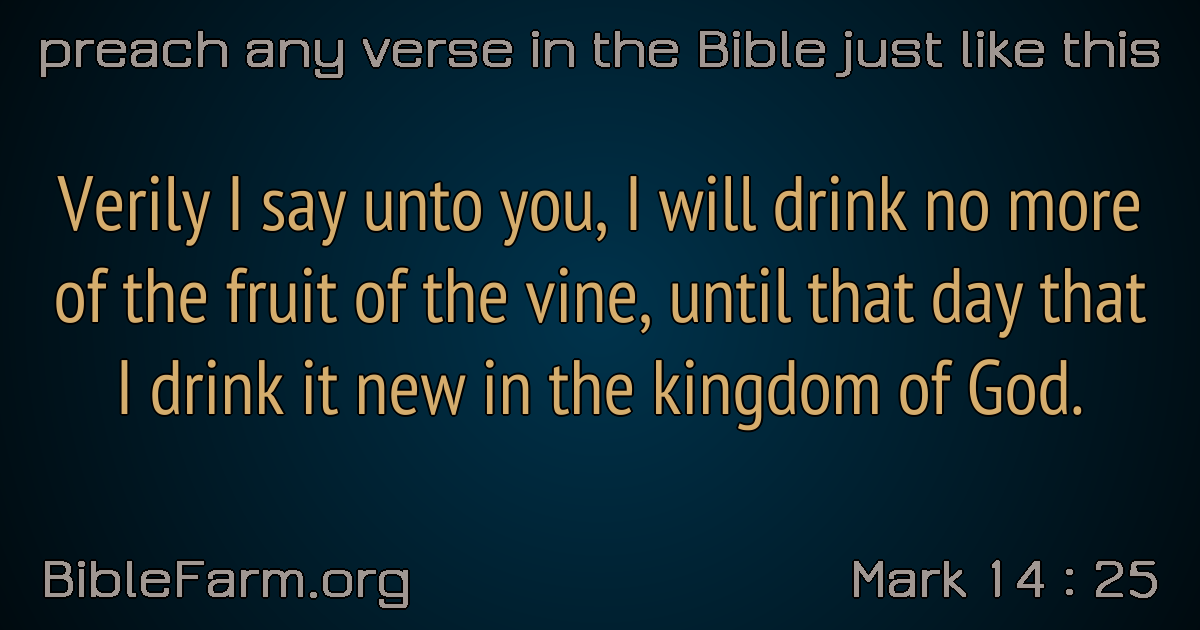 preach any verse in the Bible just like this
Verily I say unto you, I will drink no more
of the fruit of the vine, until that day that
I drink it new in the kingdom of God.
BibleFarm.org
Mark 14 : 25